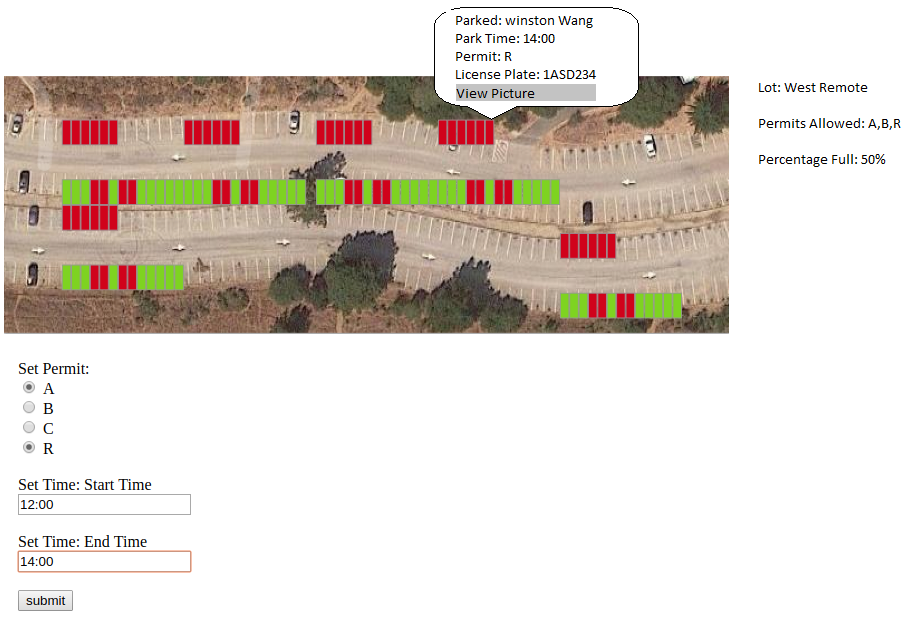 Parked: winston Wang
Park Time: 14:00
Permit: R
License Plate: 1ASD234
View Picture
Lot: West Remote
Permits Allowed: A,B,R
Percentage Full: 50%
Set Permit:
A
B
C
R
Set Time: Start Time
12:00
Set Time: End Time
14:00
submit